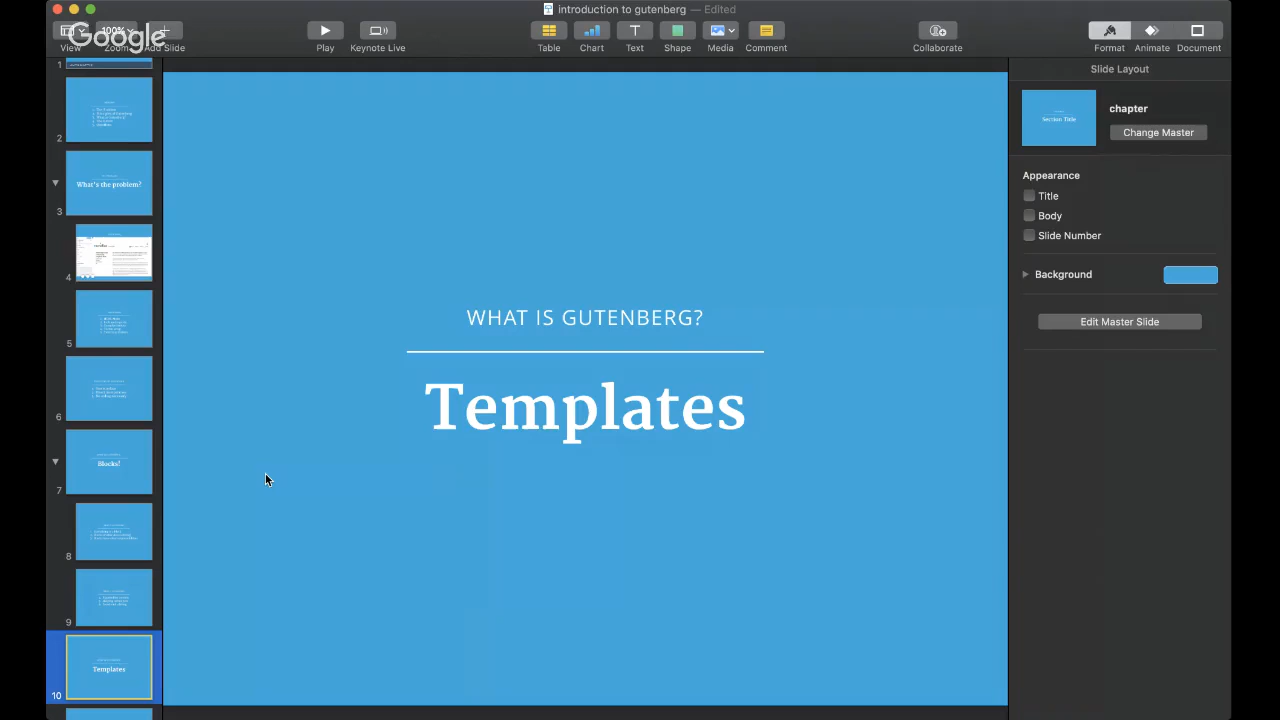 introduction to gutenberg — Edited
Google
View
100%
Zoom
Add Slide
Play
Keynote Live
Table
Chart
Text
Shape
Media
Comment
Collaborate
Format
Animate
Document
1
2
What's the problem?
3
4
5
6
Blocks!
7
8
9
Templates
10
WHAT IS GUTENBERG?
Templates
Slide Layout
Section Title
chapter
Change Master
Appearance
Title
Body
Slide Number
Background
Edit Master Slide